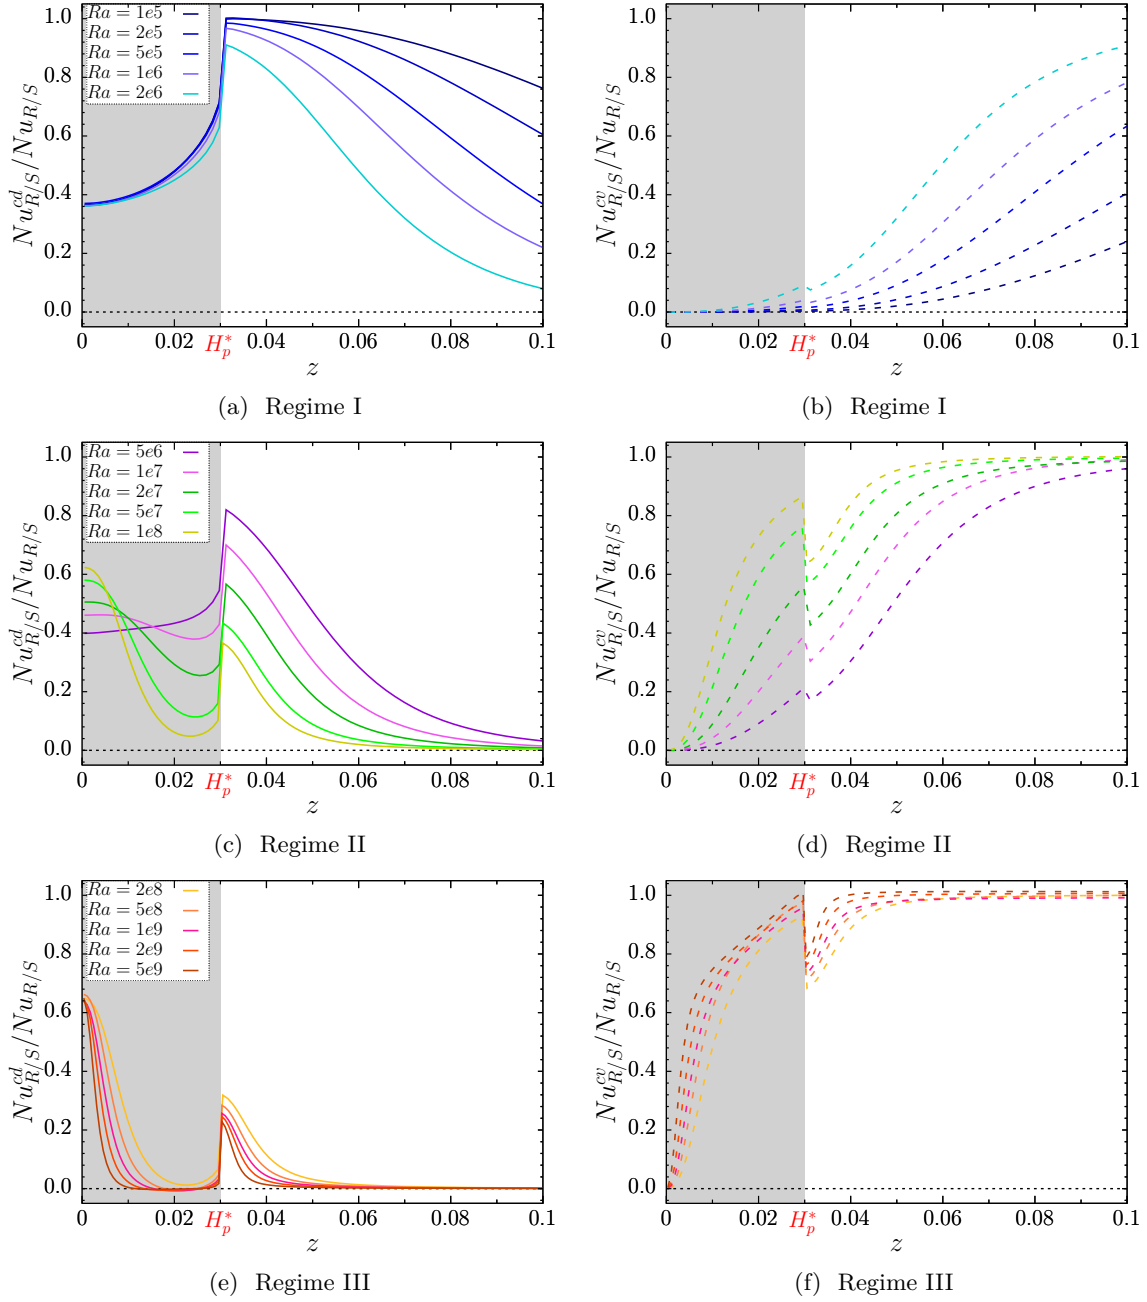 1.0
0.8
0.6
0.4
0.2
0.0
Nu^{cd}_{R/S}/Nu_{R/S}
Ra = 1e5
Ra = 2e5
Ra = 5e5
Ra = 1e6
Ra = 2e6
0 0.02 H_p^* 0.04 0.06 0.08 0.1
z
(a) Regime I
1.0
0.8
0.6
0.4
0.2
0.0
Nu^{cv}_{R/S}/Nu_{R/S}
0 0.02 H_p^* 0.04 0.06 0.08 0.1
z
(b) Regime I
1.0
0.8
0.6
0.4
0.2
0.0
Nu^{cd}_{R/S}/Nu_{R/S}
Ra = 5e6
Ra = 1e7
Ra = 2e7
Ra = 5e7
Ra = 1e8
0 0.02 H_p^* 0.04 0.06 0.08 0.1
z
(c) Regime II
1.0
0.8
0.6
0.4
0.2
0.0
Nu^{cv}_{R/S}/Nu_{R/S}
0 0.02 H_p^* 0.04 0.06 0.08 0.1
z
(d) Regime II
1.0
0.8
0.6
0.4
0.2
0.0
Nu^{cd}_{R/S}/Nu_{R/S}
Ra = 2e8
Ra = 5e8
Ra = 1e9
Ra = 2e9
Ra = 5e9
0 0.02 H_p^* 0.04 0.06 0.08 0.1
z
(e) Regime III
1.0
0.8
0.6
0.4
0.2
0.0
Nu^{cv}_{R/S}/Nu_{R/S}
0 0.02 H_p^* 0.04 0.06 0.08 0.1
z
(f) Regime III